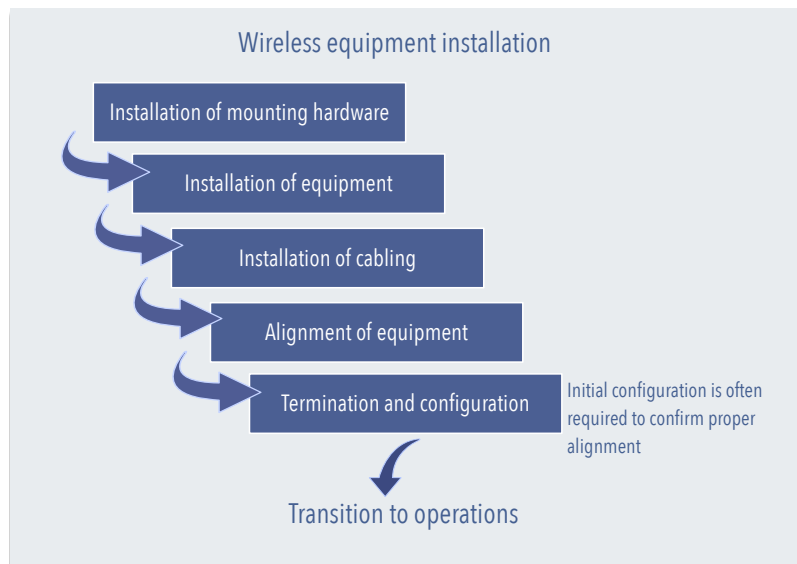 Wireless equipment installation
Installation of mounting hardware
Installation of equipment
Installation of cabling
Alignment of equipment
Termination and configuration
Initial configuration is often
required to confirm proper
alignment
Transition to operations